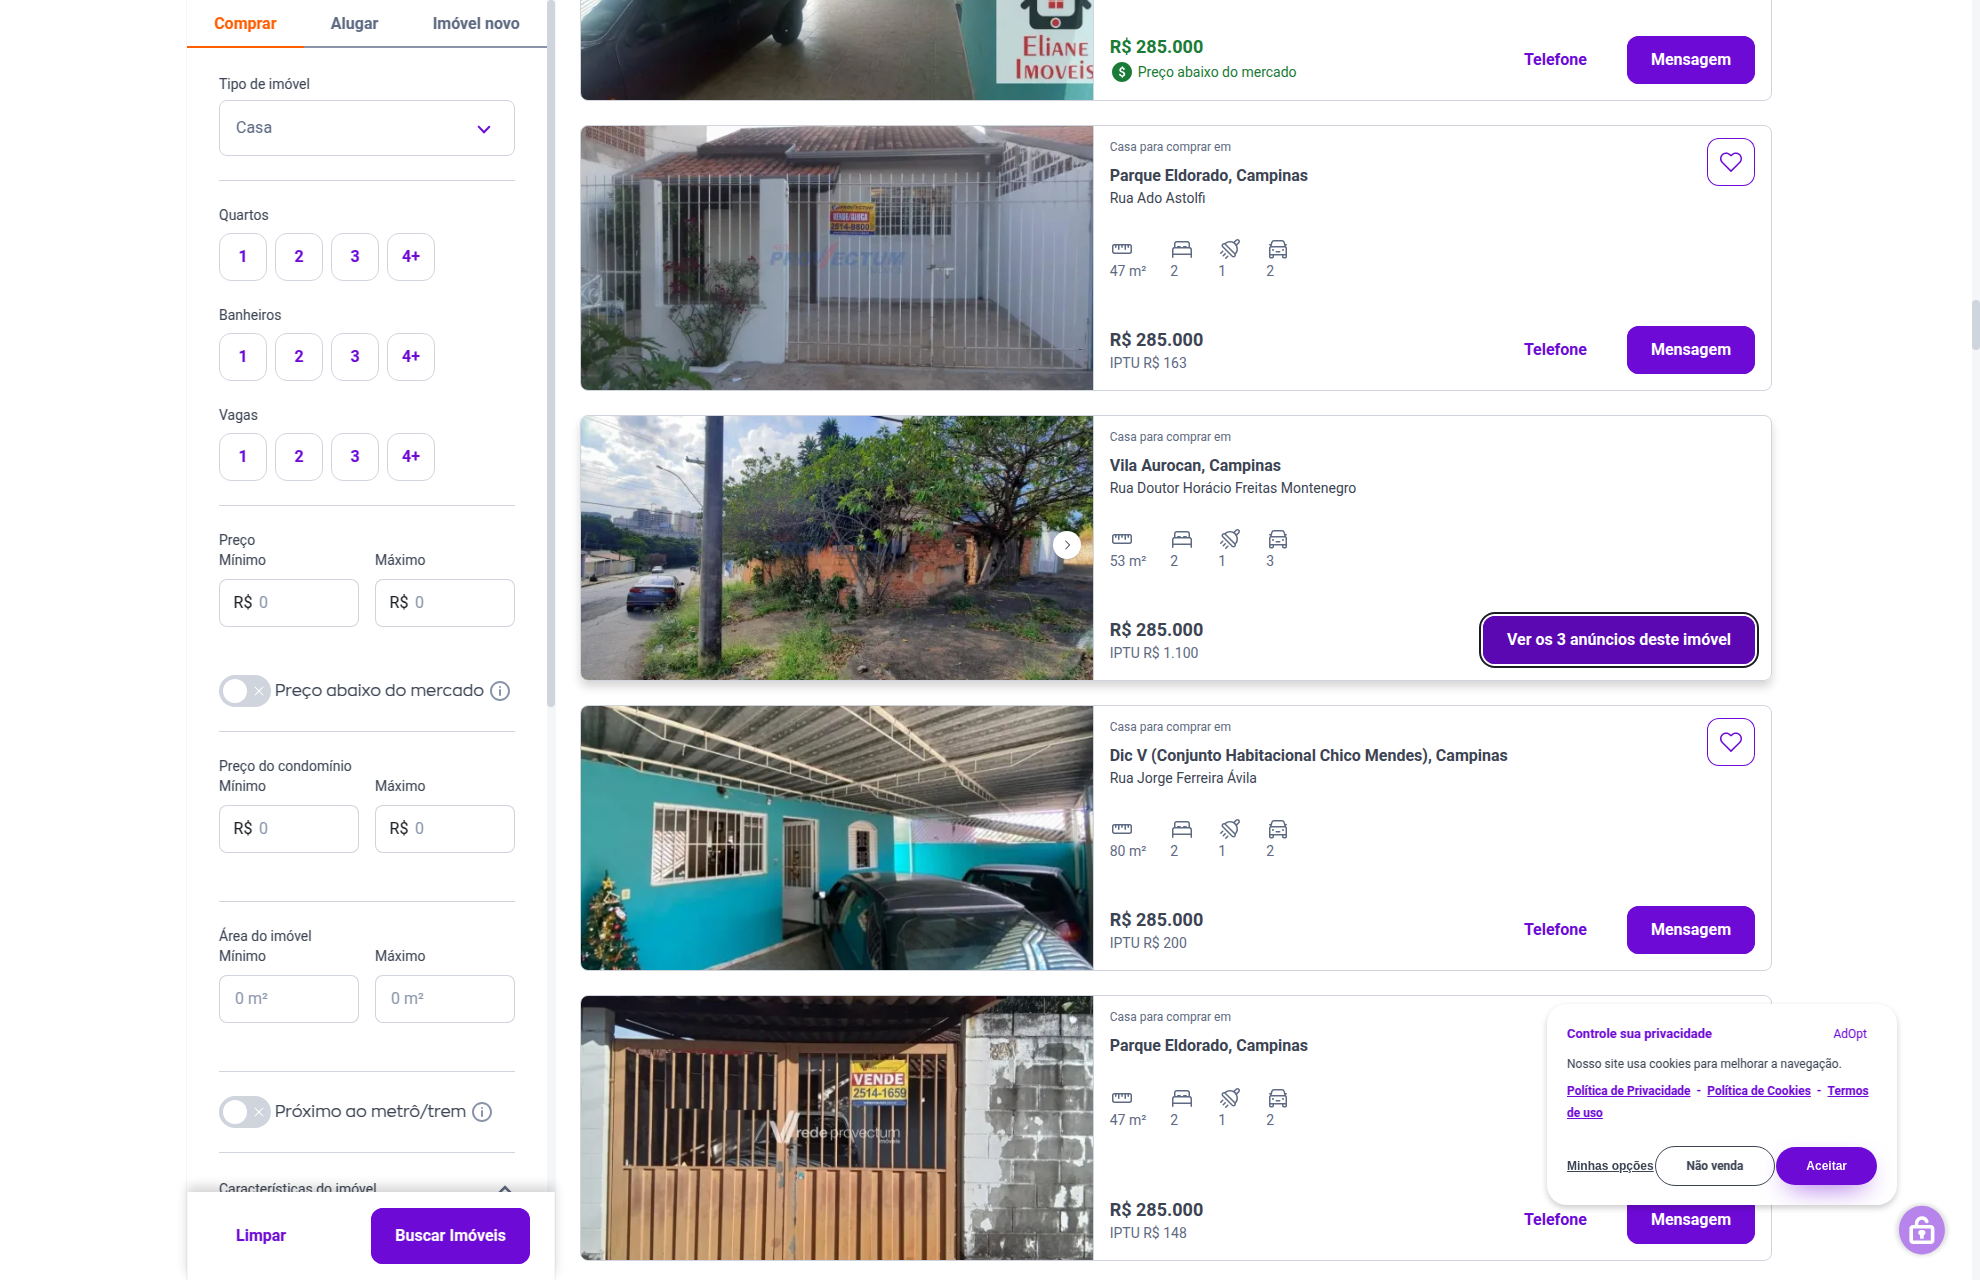 Comprar
Alugar
Imóvel novo
Tipo de imóvel
Casa
Quartos
1
2
3
4+
Banheiros
1
2
3
4+
Vagas
1
2
3
4+
Preço
Mínimo
Máximo
R$ 0
R$ 0
Preço abaixo do mercado
Preço do condomínio
Mínimo
Máximo
R$ 0
R$ 0
Área do imóvel
Mínimo
Máximo
0 m²
0 m²
Próximo ao metrô/trem
Características do imóvel
Limpar
Buscar Imóveis
ELIANE
IMOVEIS
R$ 285.000
Preço abaixo do mercado
Telefone
Mensagem
VENDE/ALUGA
2514-8800
PROVECTUM
Casa para comprar em
Parque Eldorado, Campinas
Rua Ado Astolfi
47 m²
2
1
2
R$ 285.000
IPTU R$ 163
Telefone
Mensagem
Casa para comprar em
Vila Aurocan, Campinas
Rua Doutor Horácio Freitas Montenegro
53 m²
2
1
3
R$ 285.000
IPTU R$ 1.100
Ver os 3 anúncios deste imóvel
Casa para comprar em
Dic V (Conjunto Habitacional Chico Mendes), Campinas
Rua Jorge Ferreira Ávila
80 m²
2
1
2
R$ 285.000
IPTU R$ 200
Telefone
Mensagem
VENDE
2514-1659
rede provectum
imóveis
Casa para comprar em
Parque Eldorado, Campinas
47 m²
2
1
2
R$ 285.000
IPTU R$ 148
Telefone
Mensagem
Controle sua privacidade
AdOpt
Nosso site usa cookies para melhorar a navegação.
Política de Privacidade - Política de Cookies - Termos
de uso
Minhas opções
Não venda
Aceitar